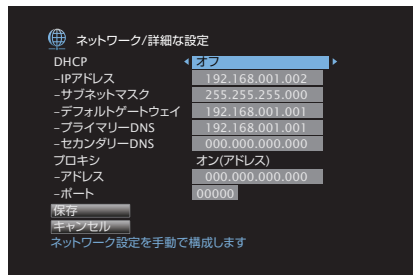 ネットワーク/詳細な設定
DHCP オフ
-IPアドレス 192.168.001.002
-サブネットマスク 255.255.255.000
-デフォルトゲートウェイ 192.168.001.001
-プライマリーDNS 192.168.001.001
-セカンダリーDNS 000.000.000.000
プロキシ オン(アドレス)
-アドレス 000.000.000.000
-ポート 00000
保存
キャンセル
ネットワーク設定を手動で構成します